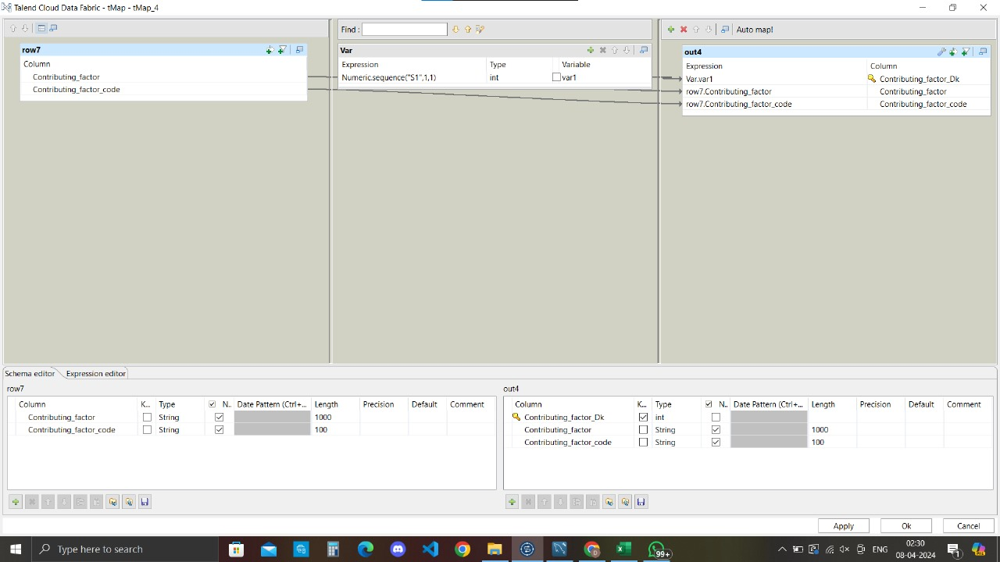 Talend Cloud Data Fabric - tMap - tMap_4
Find :
Auto map!
row7
Column
Contributing_factor
Contributing_factor_code
Var
Expression Type Variable
Numeric.sequence("S1",1,1) int var1
out4
Expression Column
Var.var1 Contributing_factor_Dk
row7.Contributing_factor Contributing_factor
row7.Contributing_factor_code Contributing_factor_code
Schema editor Expression editor
row7
Column K... Type N.. Date Pattern (Ctrl+... Length Precision Default Comment
Contributing_factor String 1000
Contributing_factor_code String 100
out4
Column K... Type N.. Date Pattern (Ctrl+... Length Precision Default Comment
Contributing_factor_Dk int
Contributing_factor String 1000
Contributing_factor_code String 100
Apply Ok Cancel
Type here to search
99+
ENG
02:30
08-04-2024
1